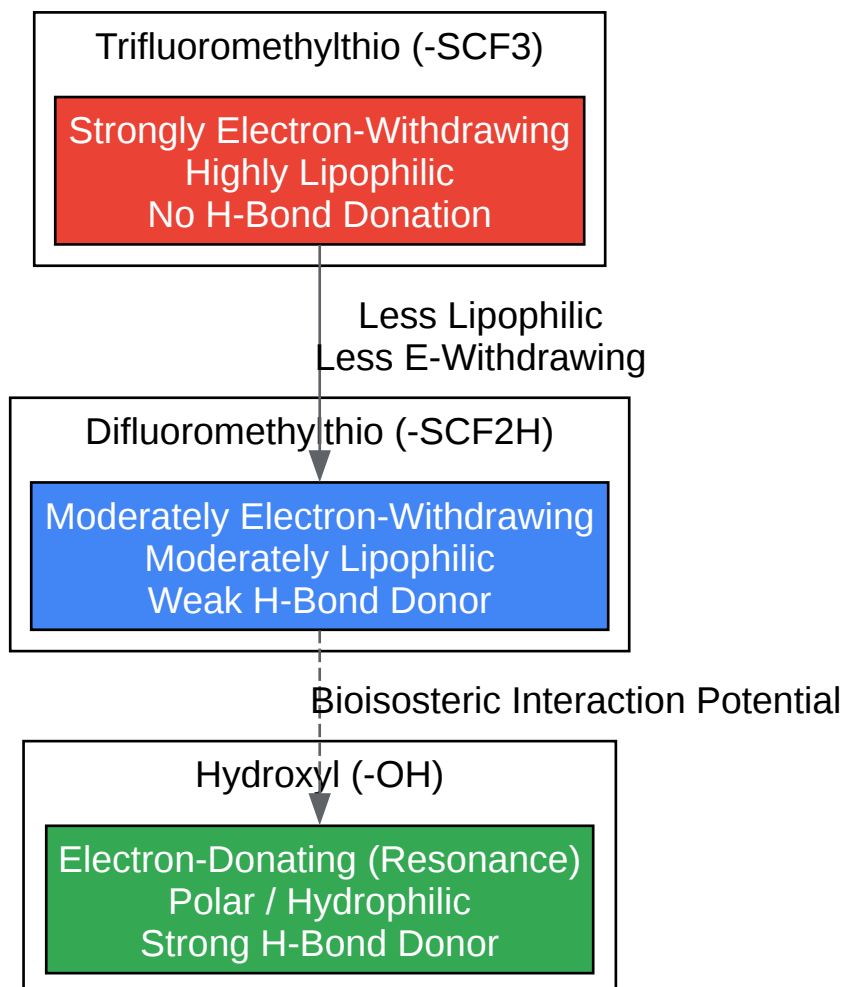 Trifluoromethylthio (-SCF3)
Strongly Electron-Withdrawing
Highly Lipophilic
No H-Bond Donation
Less Lipophilic
Less E-Withdrawing
Difluoromethylthio (-SCF2H)
Moderately Electron-Withdrawing
Moderately Lipophilic
Weak H-Bond Donor
Bioisosteric Interaction Potential
Hydroxyl (-OH)
Electron-Donating (Resonance)
Polar / Hydrophilic
Strong H-Bond Donor